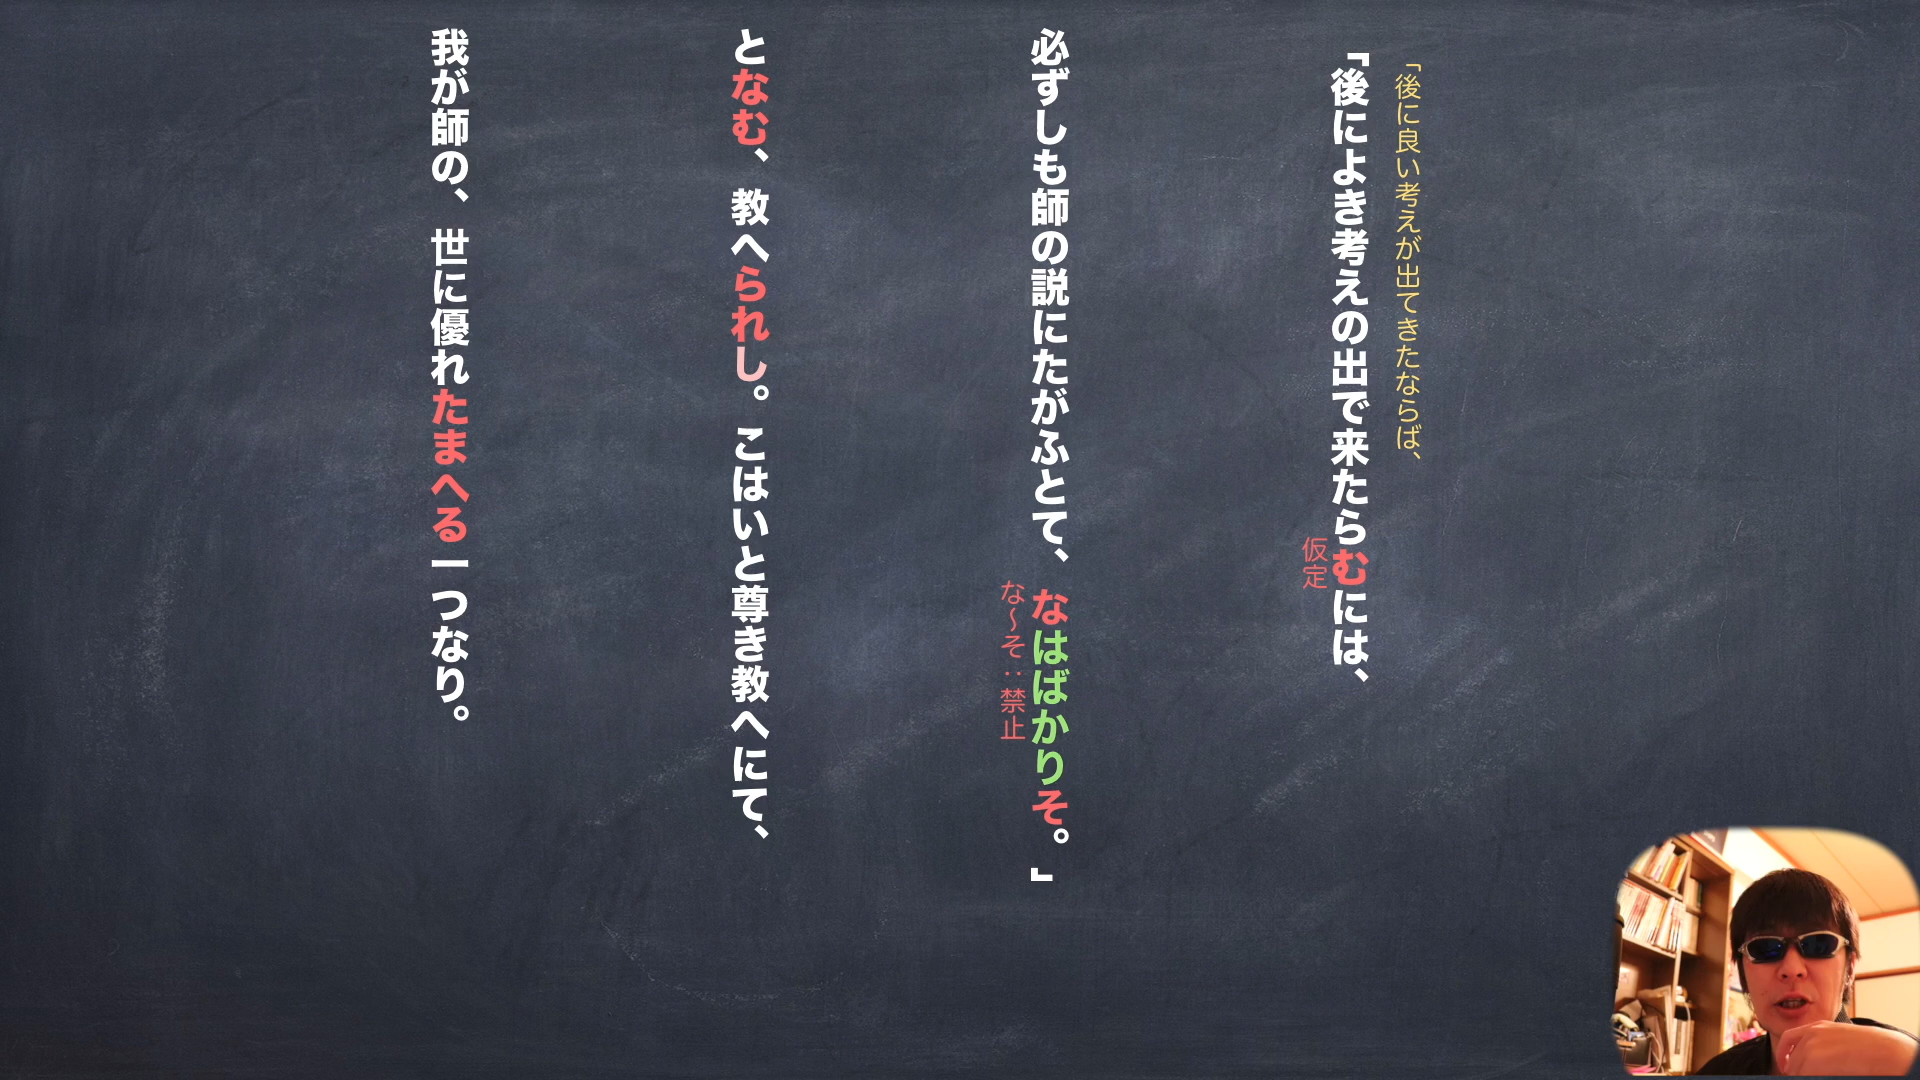 「後に良い考えが出てきたならば、
「後によき考えの出で来たらむには、
仮定
必ずしも師の説にたがふとて、なはばかりそ。」
な〜そ：禁止
となむ、教へられし。こはいと尊き教へにて、
我が師の、世に優れたまへる一つなり。